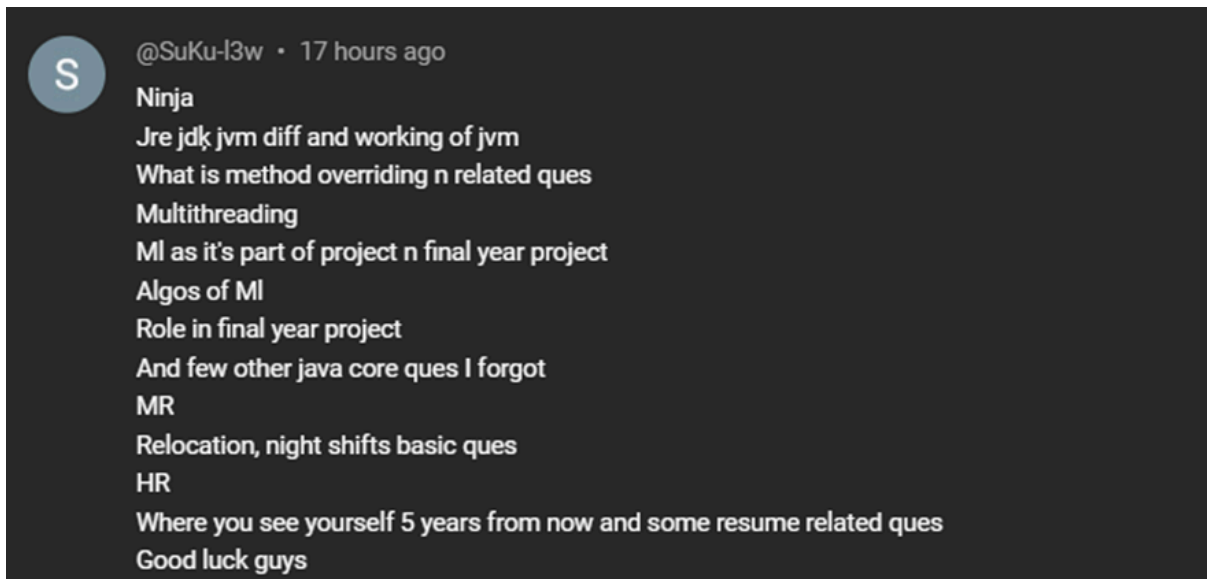 S
@SuKu-l3w • 17 hours ago
Ninja
Jre jdk jvm diff and working of jvm
What is method overriding n related ques
Multithreading
Ml as it's part of project n final year project
Algos of Ml
Role in final year project
And few other java core ques I forgot
MR
Relocation, night shifts basic ques
HR
Where you see yourself 5 years from now and some resume related ques
Good luck guys